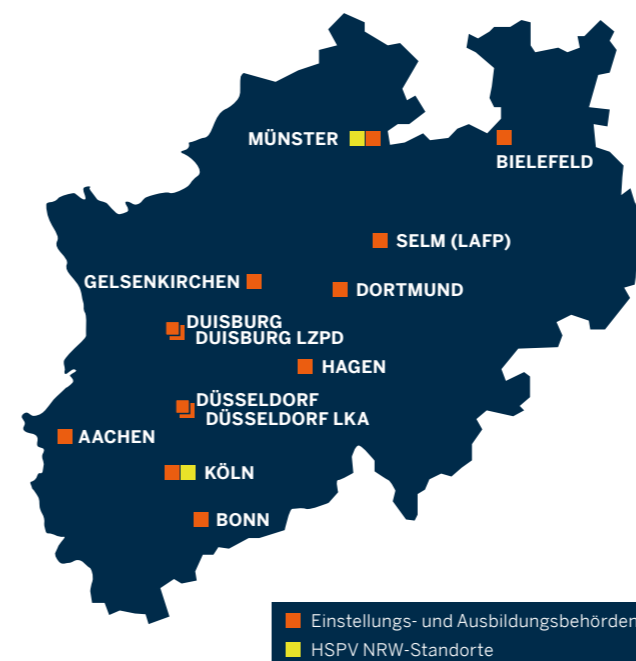 MÜNSTER
BIELEFELD
SELM (LAFP)
GELSENKIRCHEN
DORTMUND
DUISBURG
DUISBURG LZPD
HAGEN
DÜSSELDORF
DÜSSELDORF LKA
AACHEN
KÖLN
BONN
Einstellungs- und Ausbildungsbehörden
HSPV NRW-Standorte